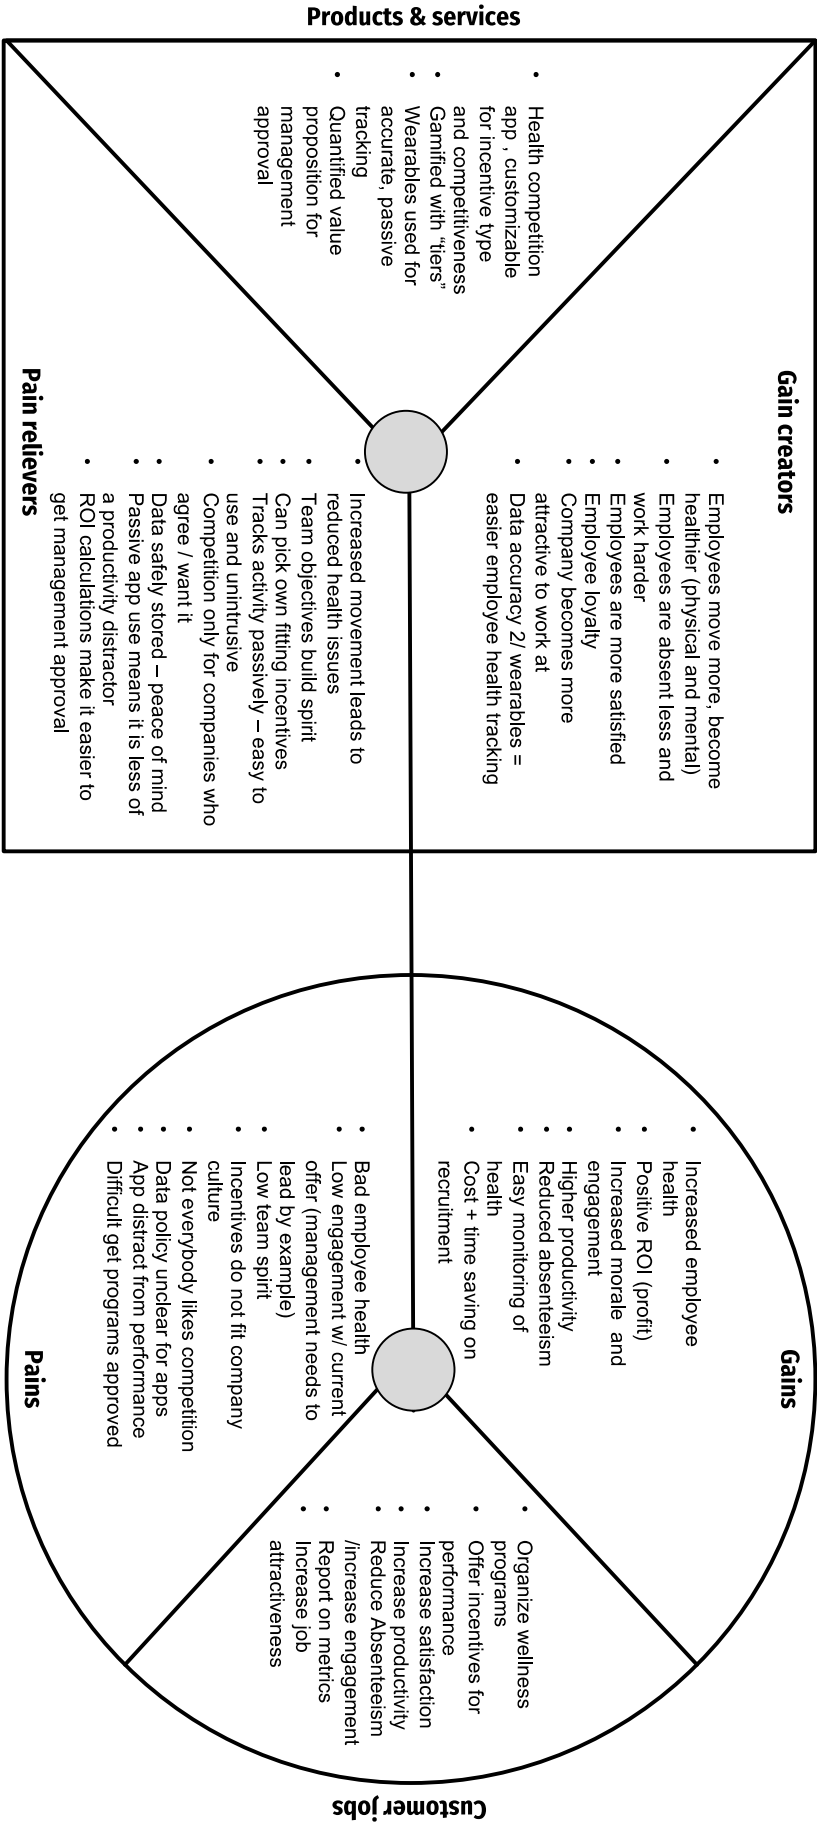 Products & services
• Health competition
app , customizable
for incentive type
and competitiveness
• Gamified with “tiers”
• Wearables used for
accurate, passive
tracking
• Quantified value
proposition for
management
approval
Gain creators
• Employees move more, become
healthier (physical and mental)
• Employees are absent less and
work harder
• Employees are more satisfied
• Employee loyalty
• Company becomes more
attractive to work at
• Data accuracy 2/ wearables =
easier employee health tracking
Pain relievers
• Increased movement leads to
reduced health issues
• Team objectives build spirit
• Can pick own fitting incentives
• Tracks activity passively – easy to
use and unintrusive
• Competition only for companies who
agree / want it
• Data safely stored – peace of mind
• Passive app use means it is less of
a productivity distractor
• ROI calculations make it easier to
get management approval
Gains
• Increased employee
health
• Positive ROI (profit)
• Increased morale and
engagement
• Higher productivity
• Reduced absenteeism
• Easy monitoring of
health
• Cost + time saving on
recruitment
Pains
• Bad employee health
• Low engagement w/ current
offer (management needs to
lead by example)
• Low team spirit
• Incentives do not fit company
culture
• Not everybody likes competition
• Data policy unclear for apps
• App distract from performance
• Difficult get programs approved
Customer jobs
• Organize wellness
programs
• Offer incentives for
performance
• Increase satisfaction
• Increase productivity
• Reduce Absenteeism
/increase engagement
• Report on metrics
• Increase job
attractiveness